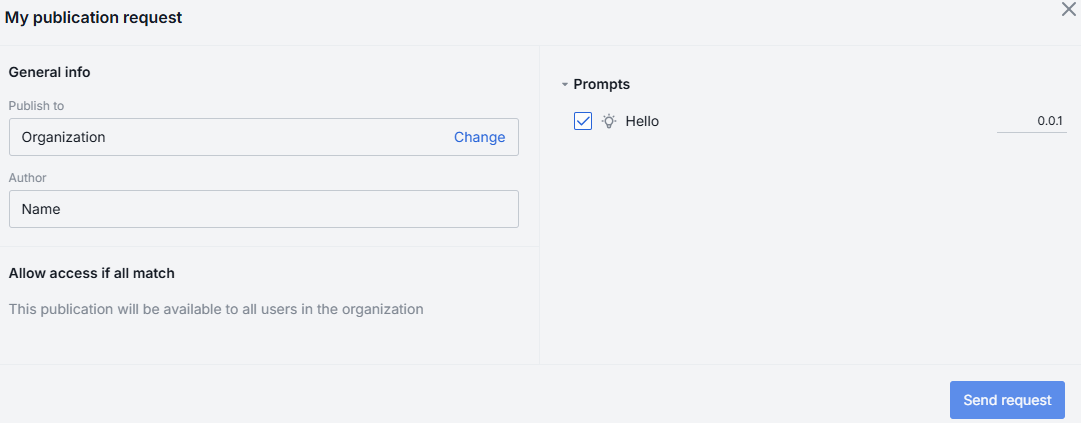 My publication request
General info
Publish to
Organization
Change
Author
Name
Allow access if all match
This publication will be available to all users in the organization
Prompts
Hello
0.0.1
Send request